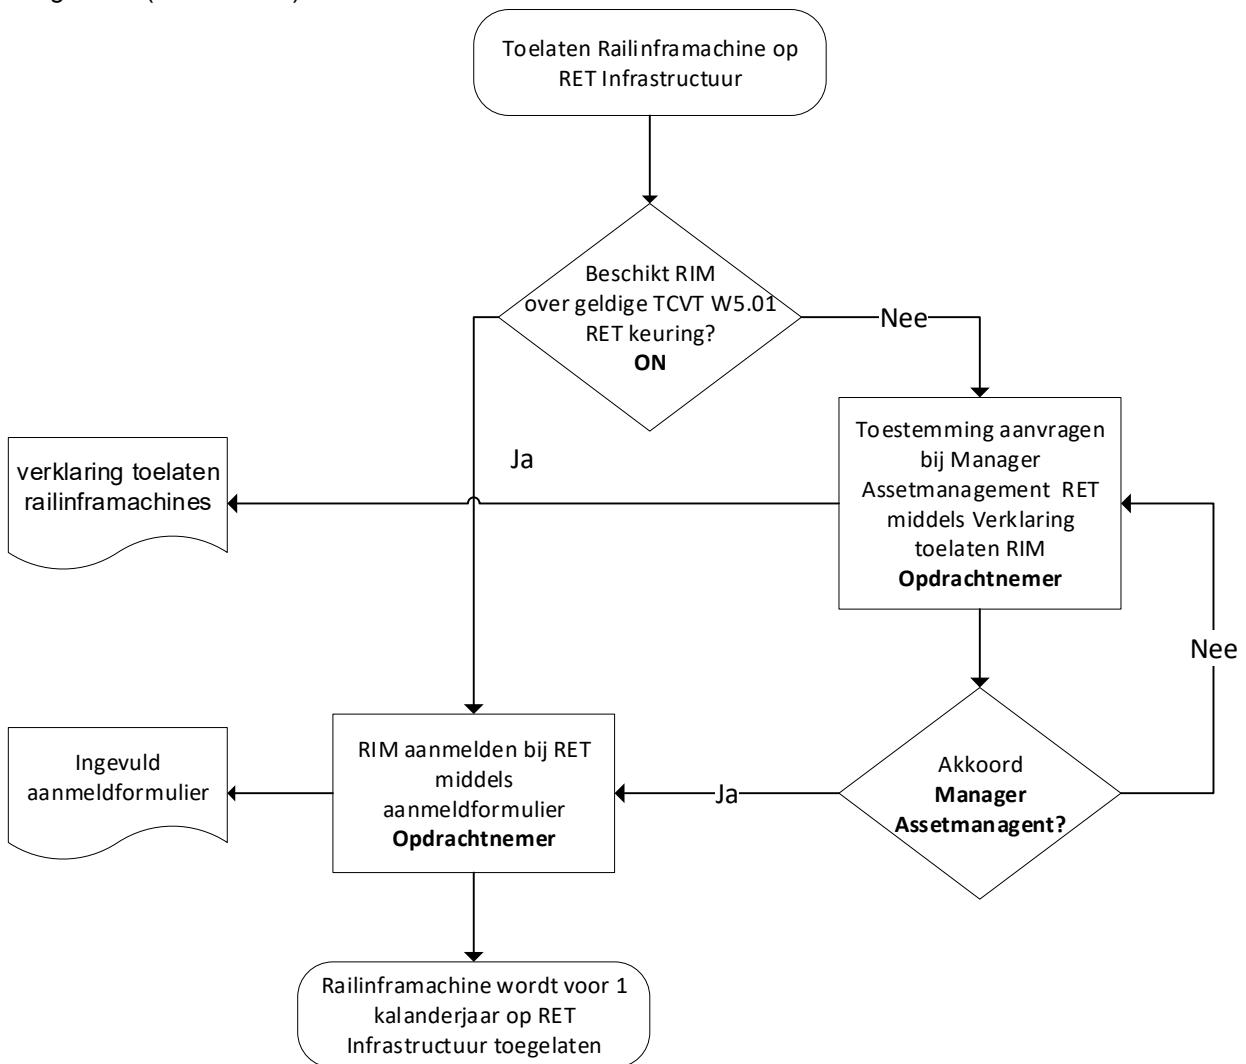 Toelaten Railinframachine op
RET Infrastructuur
Beschikt RIM
over geldige TCVT W5.01
RET keuring?
ON
Nee
Ja
Toestemming aanvragen
bij Manager
Assetmanagement RET
middels Verklaring
toelaten RIM
Opdrachtnemer
verklaring toelaten
railinframachines
Nee
Akkoord
Manager
Assetmanagent?
Ja
RIM aanmelden bij RET
middels
aanmeldformulier
Opdrachtnemer
Ingevuld
aanmeldformulier
Railinframachine wordt voor 1
kalanderjaar op RET
Infrastructuur toegelaten